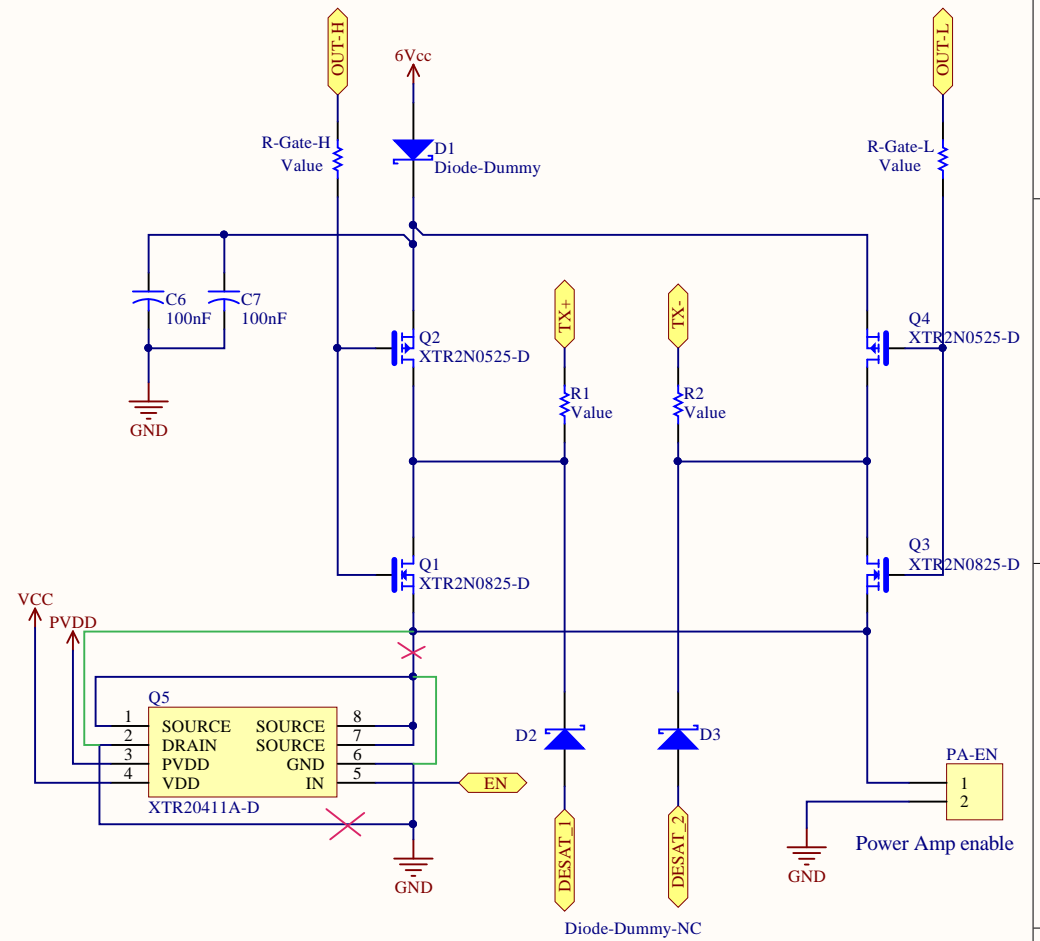 OUT-H
OUT-L
6Vcc
R-Gate-H
Value
D1
Diode-Dummy
R-Gate-L
Value
C6
100nF
C7
100nF
TX+
TX-
Q2
XTR2N0525-D
Q4
XTR2N0525-D
R1
Value
R2
Value
GND
Q1
XTR2N0825-D
Q3
XTR2N0825-D
VCC
PVDD
Q5
1 SOURCE SOURCE 8
2 DRAIN SOURCE 7
3 PVDD GND 6
4 VDD IN 5
XTR20411A-D
EN
D2
D3
PA-EN
1
2
Power Amp enable
DESAT_1
DESAT_2
GND
GND
Diode-Dummy-NC